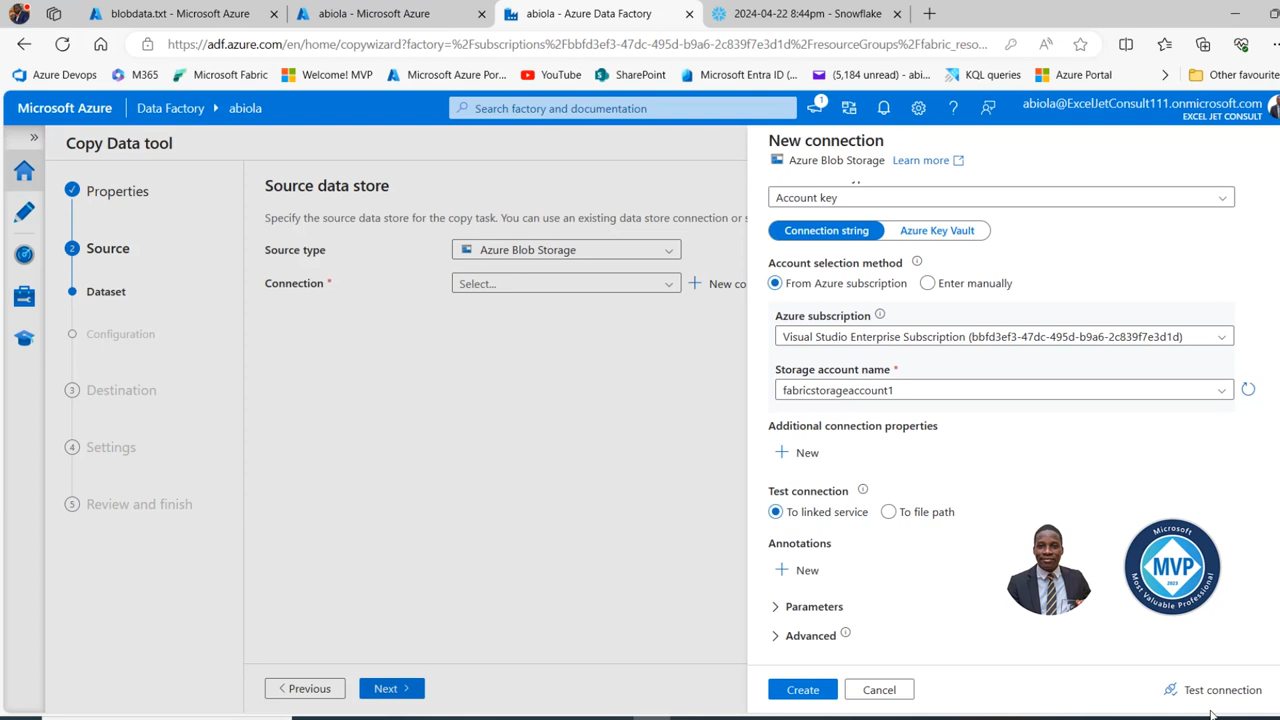 blobdata.txt - Microsoft Azure
abiola - Microsoft Azure
abiola - Azure Data Factory
2024-04-22 8:44pm - Snowflake
https://adf.azure.com/en/home/copywizard?factory=%2Fsubscriptions%2Fbbfd3ef3-47dc-495d-b9a6-2c839f7e3d1d%2FresourceGroups%2Ffabric_reso...
Azure Devops
M365
Microsoft Fabric
Welcome! MVP
Microsoft Azure Por...
YouTube
SharePoint
Microsoft Entra ID (...
(5,184 unread) - abi...
KQL queries
Azure Portal
Other favourite
Microsoft Azure
Data Factory
abiola
Search factory and documentation
1
abiola@ExcelJetConsult111.onmicrosoft.com
EXCEL JET CONSULT
Copy Data tool
Properties
2 Source
Dataset
Configuration
3 Destination
4 Settings
5 Review and finish
Source data store
Specify the source data store for the copy task. You can use an existing data store connection or s
Source type
Azure Blob Storage
Connection *
Select...
New co
Previous
Next
New connection
Azure Blob Storage Learn more
Account key
Connection string
Azure Key Vault
Account selection method
From Azure subscription
Enter manually
Azure subscription
Visual Studio Enterprise Subscription (bbfd3ef3-47dc-495d-b9a6-2c839f7e3d1d)
Storage account name *
fabricstorageaccount1
Additional connection properties
New
Test connection
To linked service
To file path
Annotations
New
Parameters
Advanced
Microsoft
MVP
2023
Most Valuable Professional
Create
Cancel
Test connection